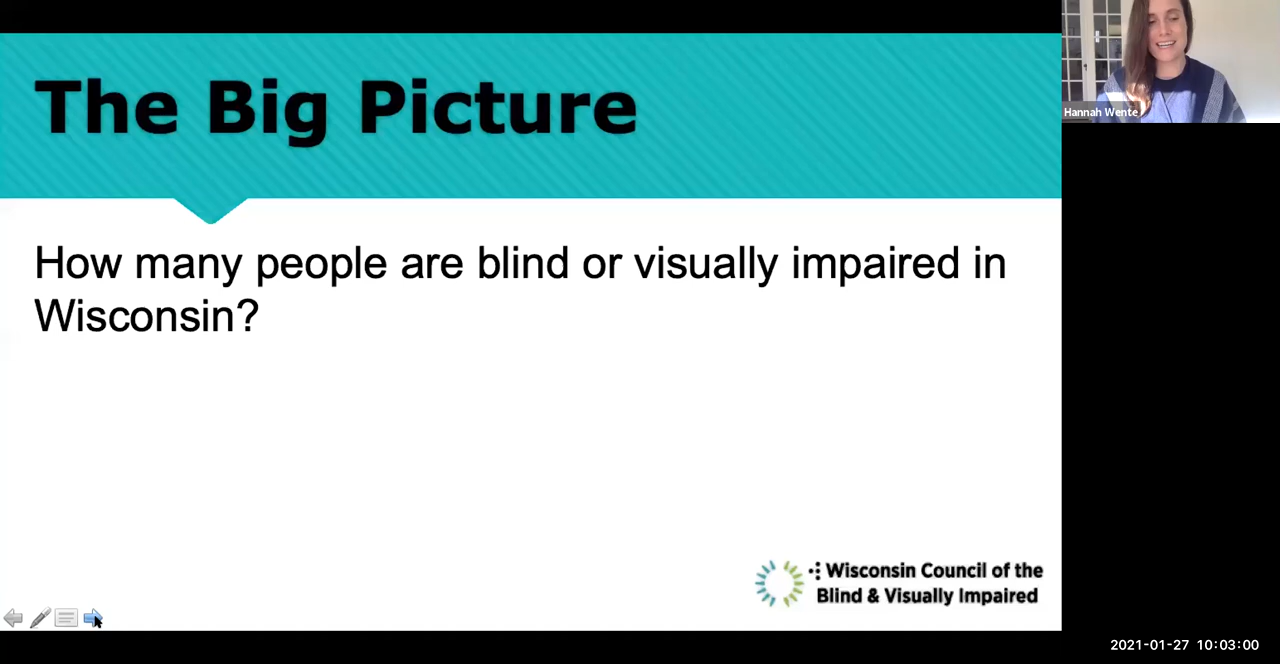 The Big Picture
Hannah Wente
How many people are blind or visually impaired in
Wisconsin?
Wisconsin Council of the
Blind & Visually Impaired
2021-01-27 10:03:00